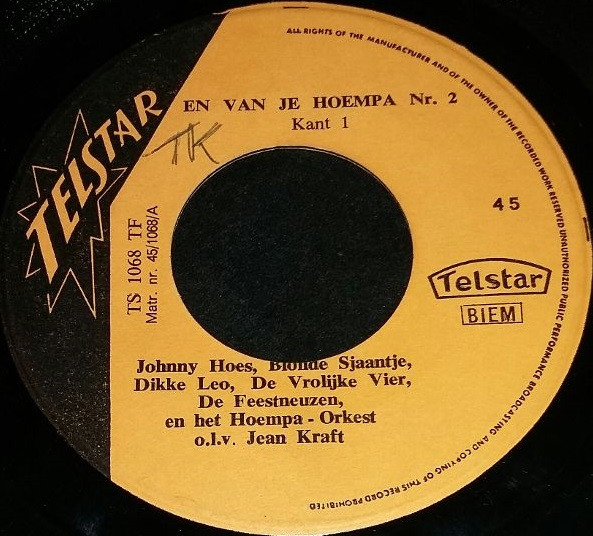 TELSTAR
EN VAN JE HOEMPA Nr. 2
Kant 1
TK
45
TS 1068 TF
Matr. nr. 45/1068/A
Telstar
BIEM
Johnny Hoes, Blonde Sjaantje,
Dikke Leo, De Vrolijke Vier,
De Feestneuzen,
en het Hoempa - Orkest
o.l.v. Jean Kraft
ALL RIGHTS OF THE MANUFACTURER AND OF THE OWNER OF THE RECORDED WORK RESERVED UNAUTHORIZED PUBLIC PERFORMANCE BROADCASTING AND COPYING OF THIS RECORD PROHIBITED.